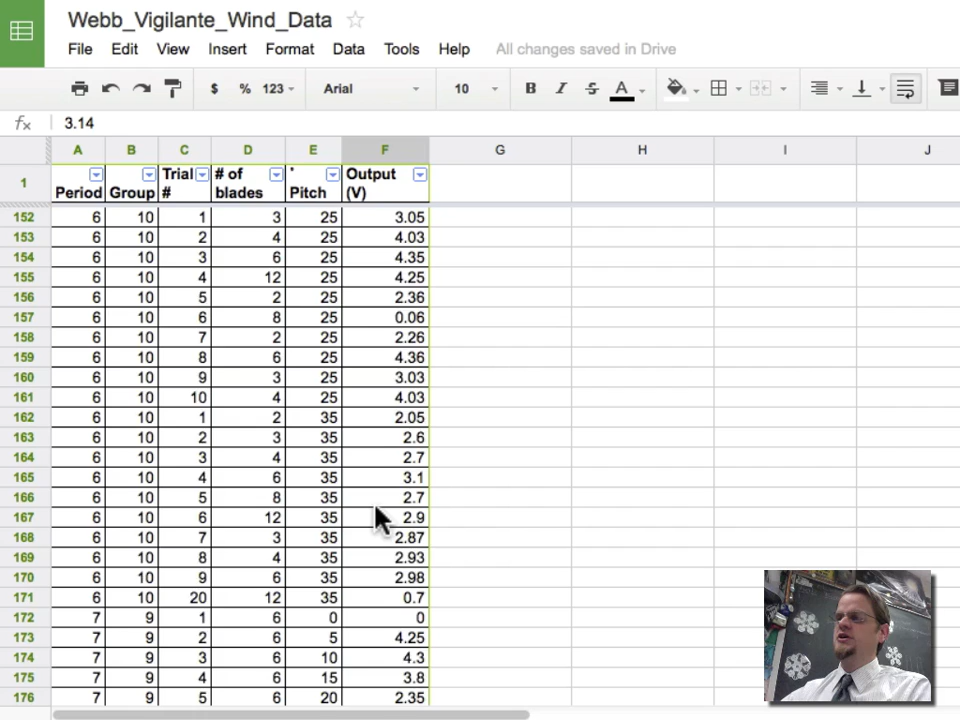 Webb_Vigilante_Wind_Data
File Edit View Insert Format Data Tools Help All changes saved in Drive
$ % 123 Arial 10 B I S A
fx 3.14
A B C D E F G H I J
1 Period Group Trial # # of blades ° Pitch Output (V)
152 6 10 1 3 25 3.05
153 6 10 2 4 25 4.03
154 6 10 3 6 25 4.35
155 6 10 4 12 25 4.25
156 6 10 5 2 25 2.36
157 6 10 6 8 25 0.06
158 6 10 7 2 25 2.26
159 6 10 8 6 25 4.36
160 6 10 9 3 25 3.03
161 6 10 10 4 25 4.03
162 6 10 1 2 35 2.05
163 6 10 2 3 35 2.6
164 6 10 3 4 35 2.7
165 6 10 4 6 35 3.1
166 6 10 5 8 35 2.7
167 6 10 6 12 35 2.9
168 6 10 7 3 35 2.87
169 6 10 8 4 35 2.93
170 6 10 9 6 35 2.98
171 6 10 20 12 35 0.7
172 7 9 1 6 0 0
173 7 9 2 6 5 4.25
174 7 9 3 6 10 4.3
175 7 9 4 6 15 3.8
176 7 9 5 6 20 2.35